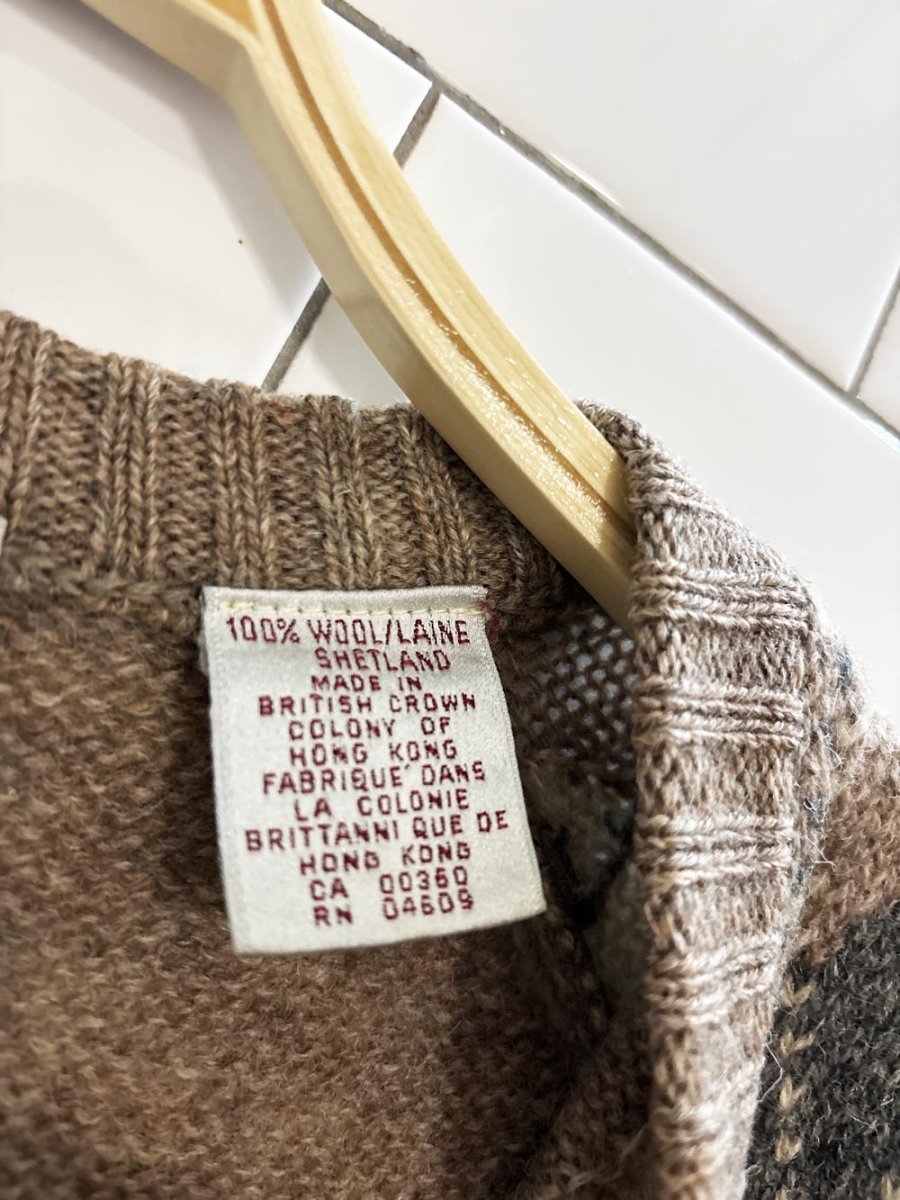 100% WOOL/LAINE
SHETLAND
MADE IN
BRITISH CROWN
COLONY OF
HONG KONG
FABRIQUE' DANS
LA COLONIE
BRITTANNI QUE DE
HONG KONG
CA 00360
RN 04609